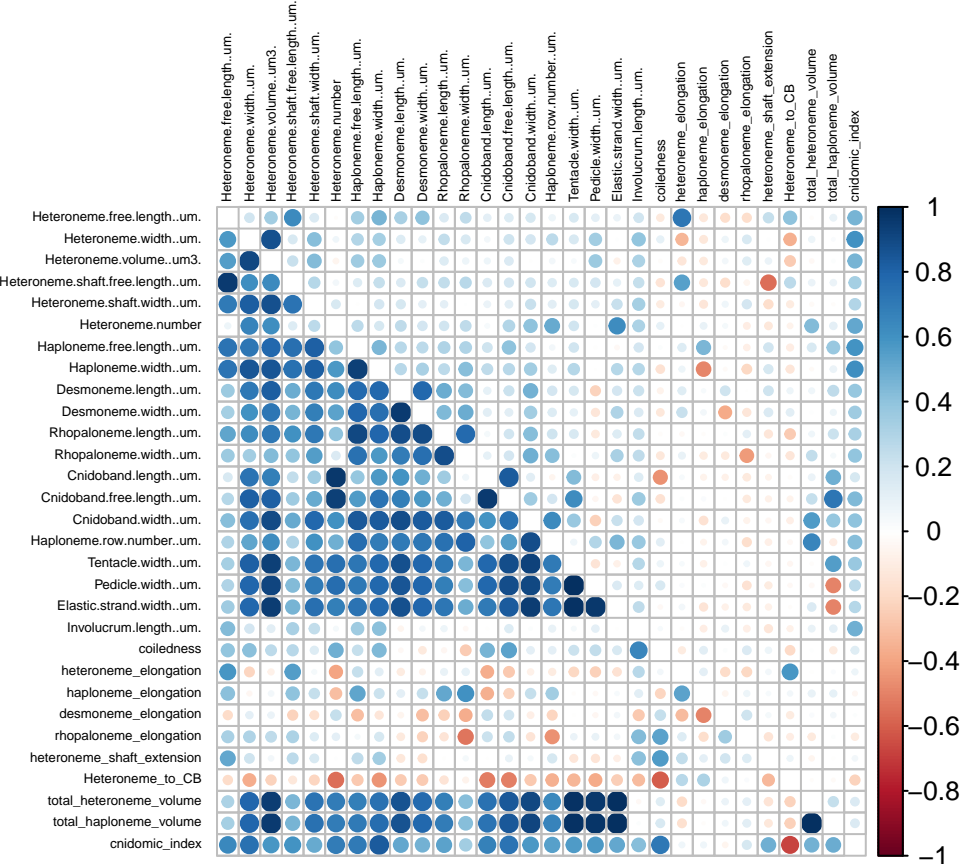 Heteroneme.free.length..um.
Heteroneme.width..um.
Heteroneme.volume..um3.
Heteroneme.shaft.free.length..um.
Heteroneme.shaft.width..um.
Heteroneme.number
Haploneme.free.length..um.
Haploneme.width..um.
Desmoneme.length..um.
Desmoneme.width..um.
Rhopaloneme.length..um.
Rhopaloneme.width..um.
Cnidoband.length..um.
Cnidoband.free.length..um.
Cnidoband.width..um.
Haploneme.row.number..um.
Tentacle.width..um.
Pedicle.width..um.
Elastic.strand.width..um.
Involucrum.length..um.
coiledness
heteroneme_elongation
haploneme_elongation
desmoneme_elongation
rhopaloneme_elongation
heteroneme_shaft_extension
Heteroneme_to_CB
total_heteroneme_volume
total_haploneme_volume
cnidomic_index
Heteroneme.free.length..um.
Heteroneme.width..um.
Heteroneme.volume..um3.
Heteroneme.shaft.free.length..um.
Heteroneme.shaft.width..um.
Heteroneme.number
Haploneme.free.length..um.
Haploneme.width..um.
Desmoneme.length..um.
Desmoneme.width..um.
Rhopaloneme.length..um.
Rhopaloneme.width..um.
Cnidoband.length..um.
Cnidoband.free.length..um.
Cnidoband.width..um.
Haploneme.row.number..um.
Tentacle.width..um.
Pedicle.width..um.
Elastic.strand.width..um.
Involucrum.length..um.
coiledness
heteroneme_elongation
haploneme_elongation
desmoneme_elongation
rhopaloneme_elongation
heteroneme_shaft_extension
Heteroneme_to_CB
total_heteroneme_volume
total_haploneme_volume
cnidomic_index
1
0.8
0.6
0.4
0.2
0
−0.2
−0.4
−0.6
−0.8
−1